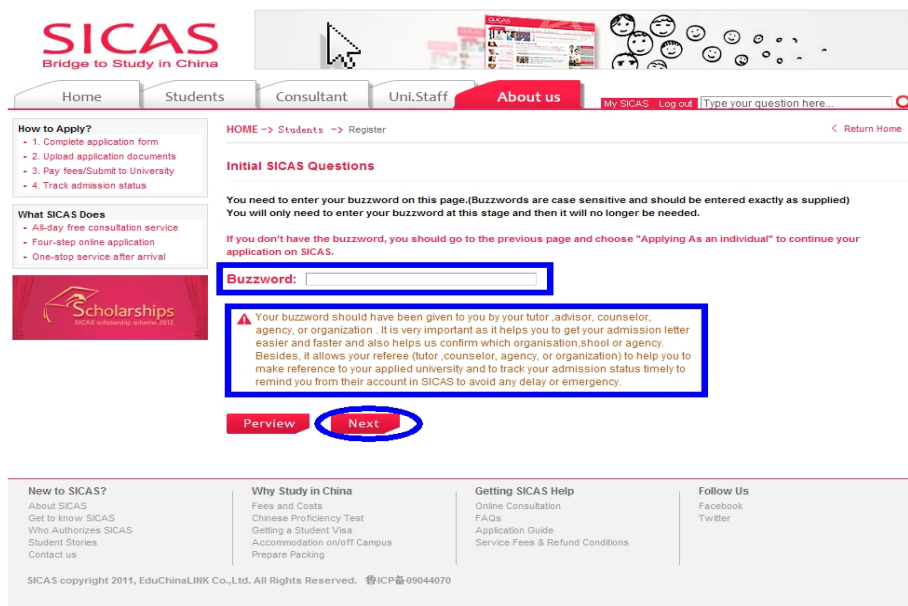 SICAS
Bridge to Study in China
Home
Students
Consultant
Uni.Staff
About us
My SICAS Log out Type your question here...
How to Apply?
1. Complete application form
2. Upload application documents
3. Pay fees/Submit to University
4. Track admission status
What SICAS Does
All-day free consultation service
Four-step online application
One-stop service after arrival
Scholarships
SICAS scholarship scheme 2012
HOME -> Students -> Register
< Return Home
Initial SICAS Questions
You need to enter your buzzword on this page.(Buzzwords are case sensitive and should be entered exactly as supplied)
You will only need to enter your buzzword at this stage and then it will no longer be needed.
If you don't have the buzzword, you should go to the previous page and choose "Applying As an individual" to continue your
application on SICAS.
Buzzword:
Your buzzword should have been given to you by your tutor ,advisor, counselor,
agency, or organization . It is very important as it helps you to get your admission letter
easier and faster and also helps us confirm which organisation,shool or agency.
Besides, it allows your referee (tutor ,counselor, agency, or organization) to help you to
make reference to your applied university and to track your admission status timely to
remind you from their account in SICAS to avoid any delay or emergency.
Perview
Next
New to SICAS?
About SICAS
Get to know SICAS
Who Authorizes SICAS
Student Stories
Contact us
Why Study in China
Fees and Costs
Chinese Proficiency Test
Getting a Student Visa
Accommodation on/off Campus
Prepare Packing
Getting SICAS Help
Online Consultation
FAQs
Application Guide
Service Fees & Refund Conditions
Follow Us
Facebook
Twitter
SICAS copyright 2011, EduChinaLINK Co.,Ltd. All Rights Reserved. 鲁ICP备09044070